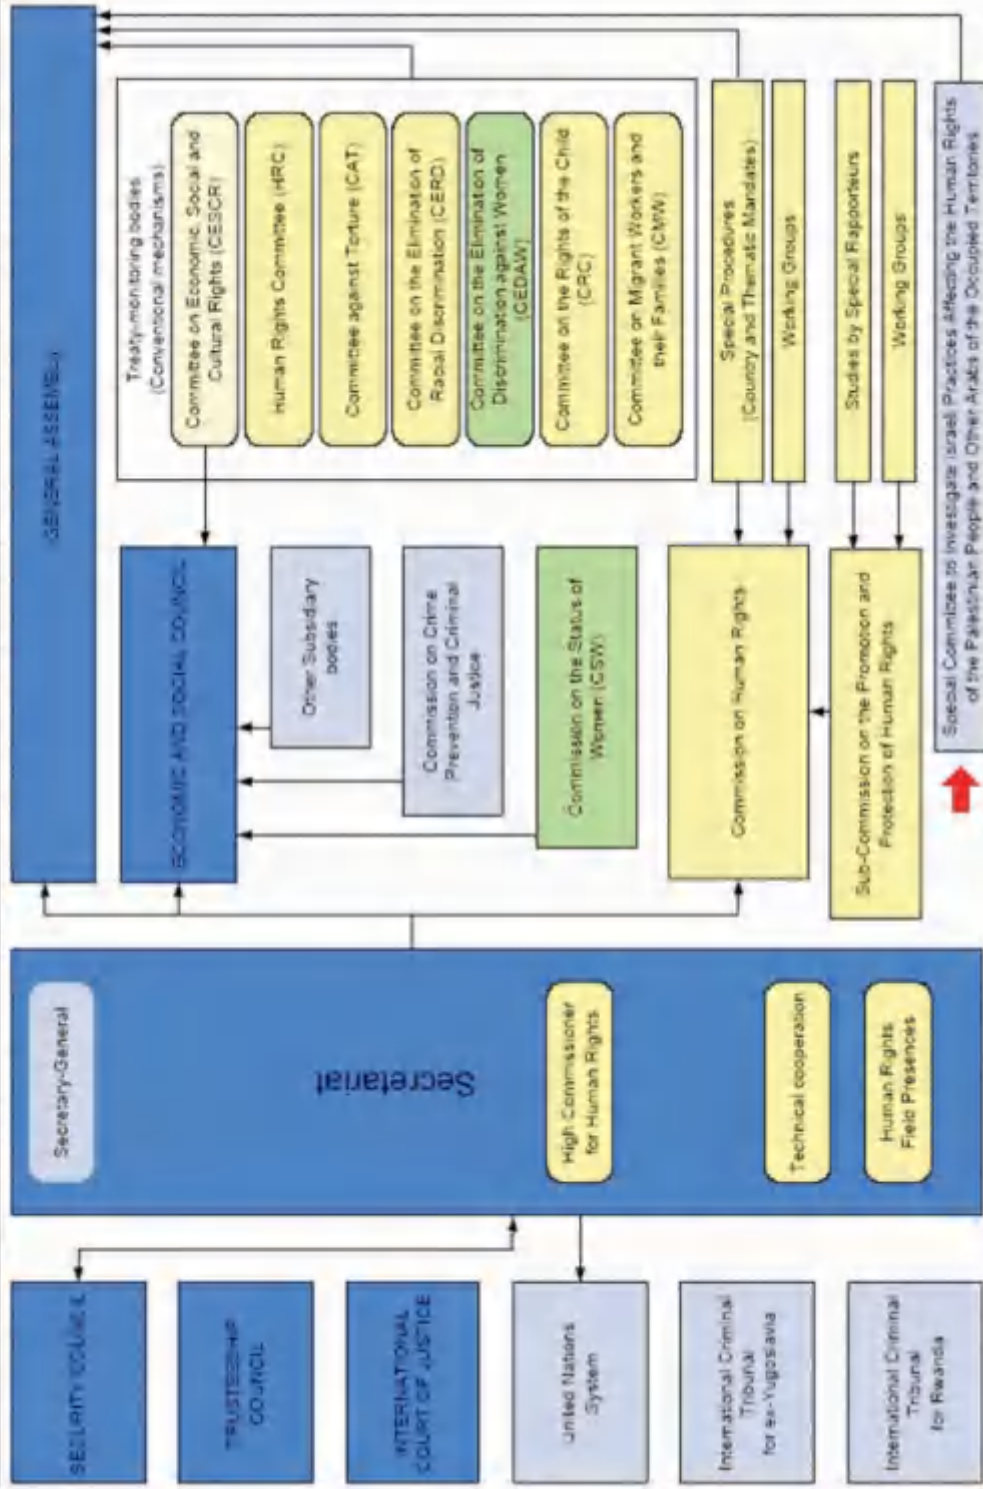 GENERAL ASSEMBLY
Treaty-monitoring bodies
(Conventional mechanisms)
Committee on Economic, Social and
Cultural Rights (CESCR)
Human Rights Committee (HRC)
Committee against Torture (CAT)
Committee on the Elimination of
Racial Discrimination (CERD)
Committee on the Elimination of
Discrimination against Women
(CEDAW)
Committee on the Rights of the Child
(CRC)
Committee on Migrant Workers and
their Families (CMW)
Special Procedures
(Country and Thematic Mandates)
Working Groups
Studies by Special Rapporteurs
Working Groups
Special Committee to Investigate Israeli Practices Affecting the Human Rights
of the Palestinian People and Other Arabs of the Occupied Territories
ECONOMIC AND SOCIAL COUNCIL
Other Subsidiary
bodies
Commission on Crime
Prevention and Criminal
Justice
Commission on the Status of
Women (CSW)
Commission on Human Rights
Sub-Commission on the Promotion and
Protection of Human Rights
Secretary-General
Secretariat
High Commissioner
for Human Rights
Technical cooperation
Human Rights
Field Presences
SECURITY COUNCIL
TRUSTEESHIP
COUNCIL
INTERNATIONAL
COURT OF JUSTICE
United Nations
System
International Criminal
Tribunal
for ex-Yugoslavia
International Criminal
Tribunal
for Rwanda